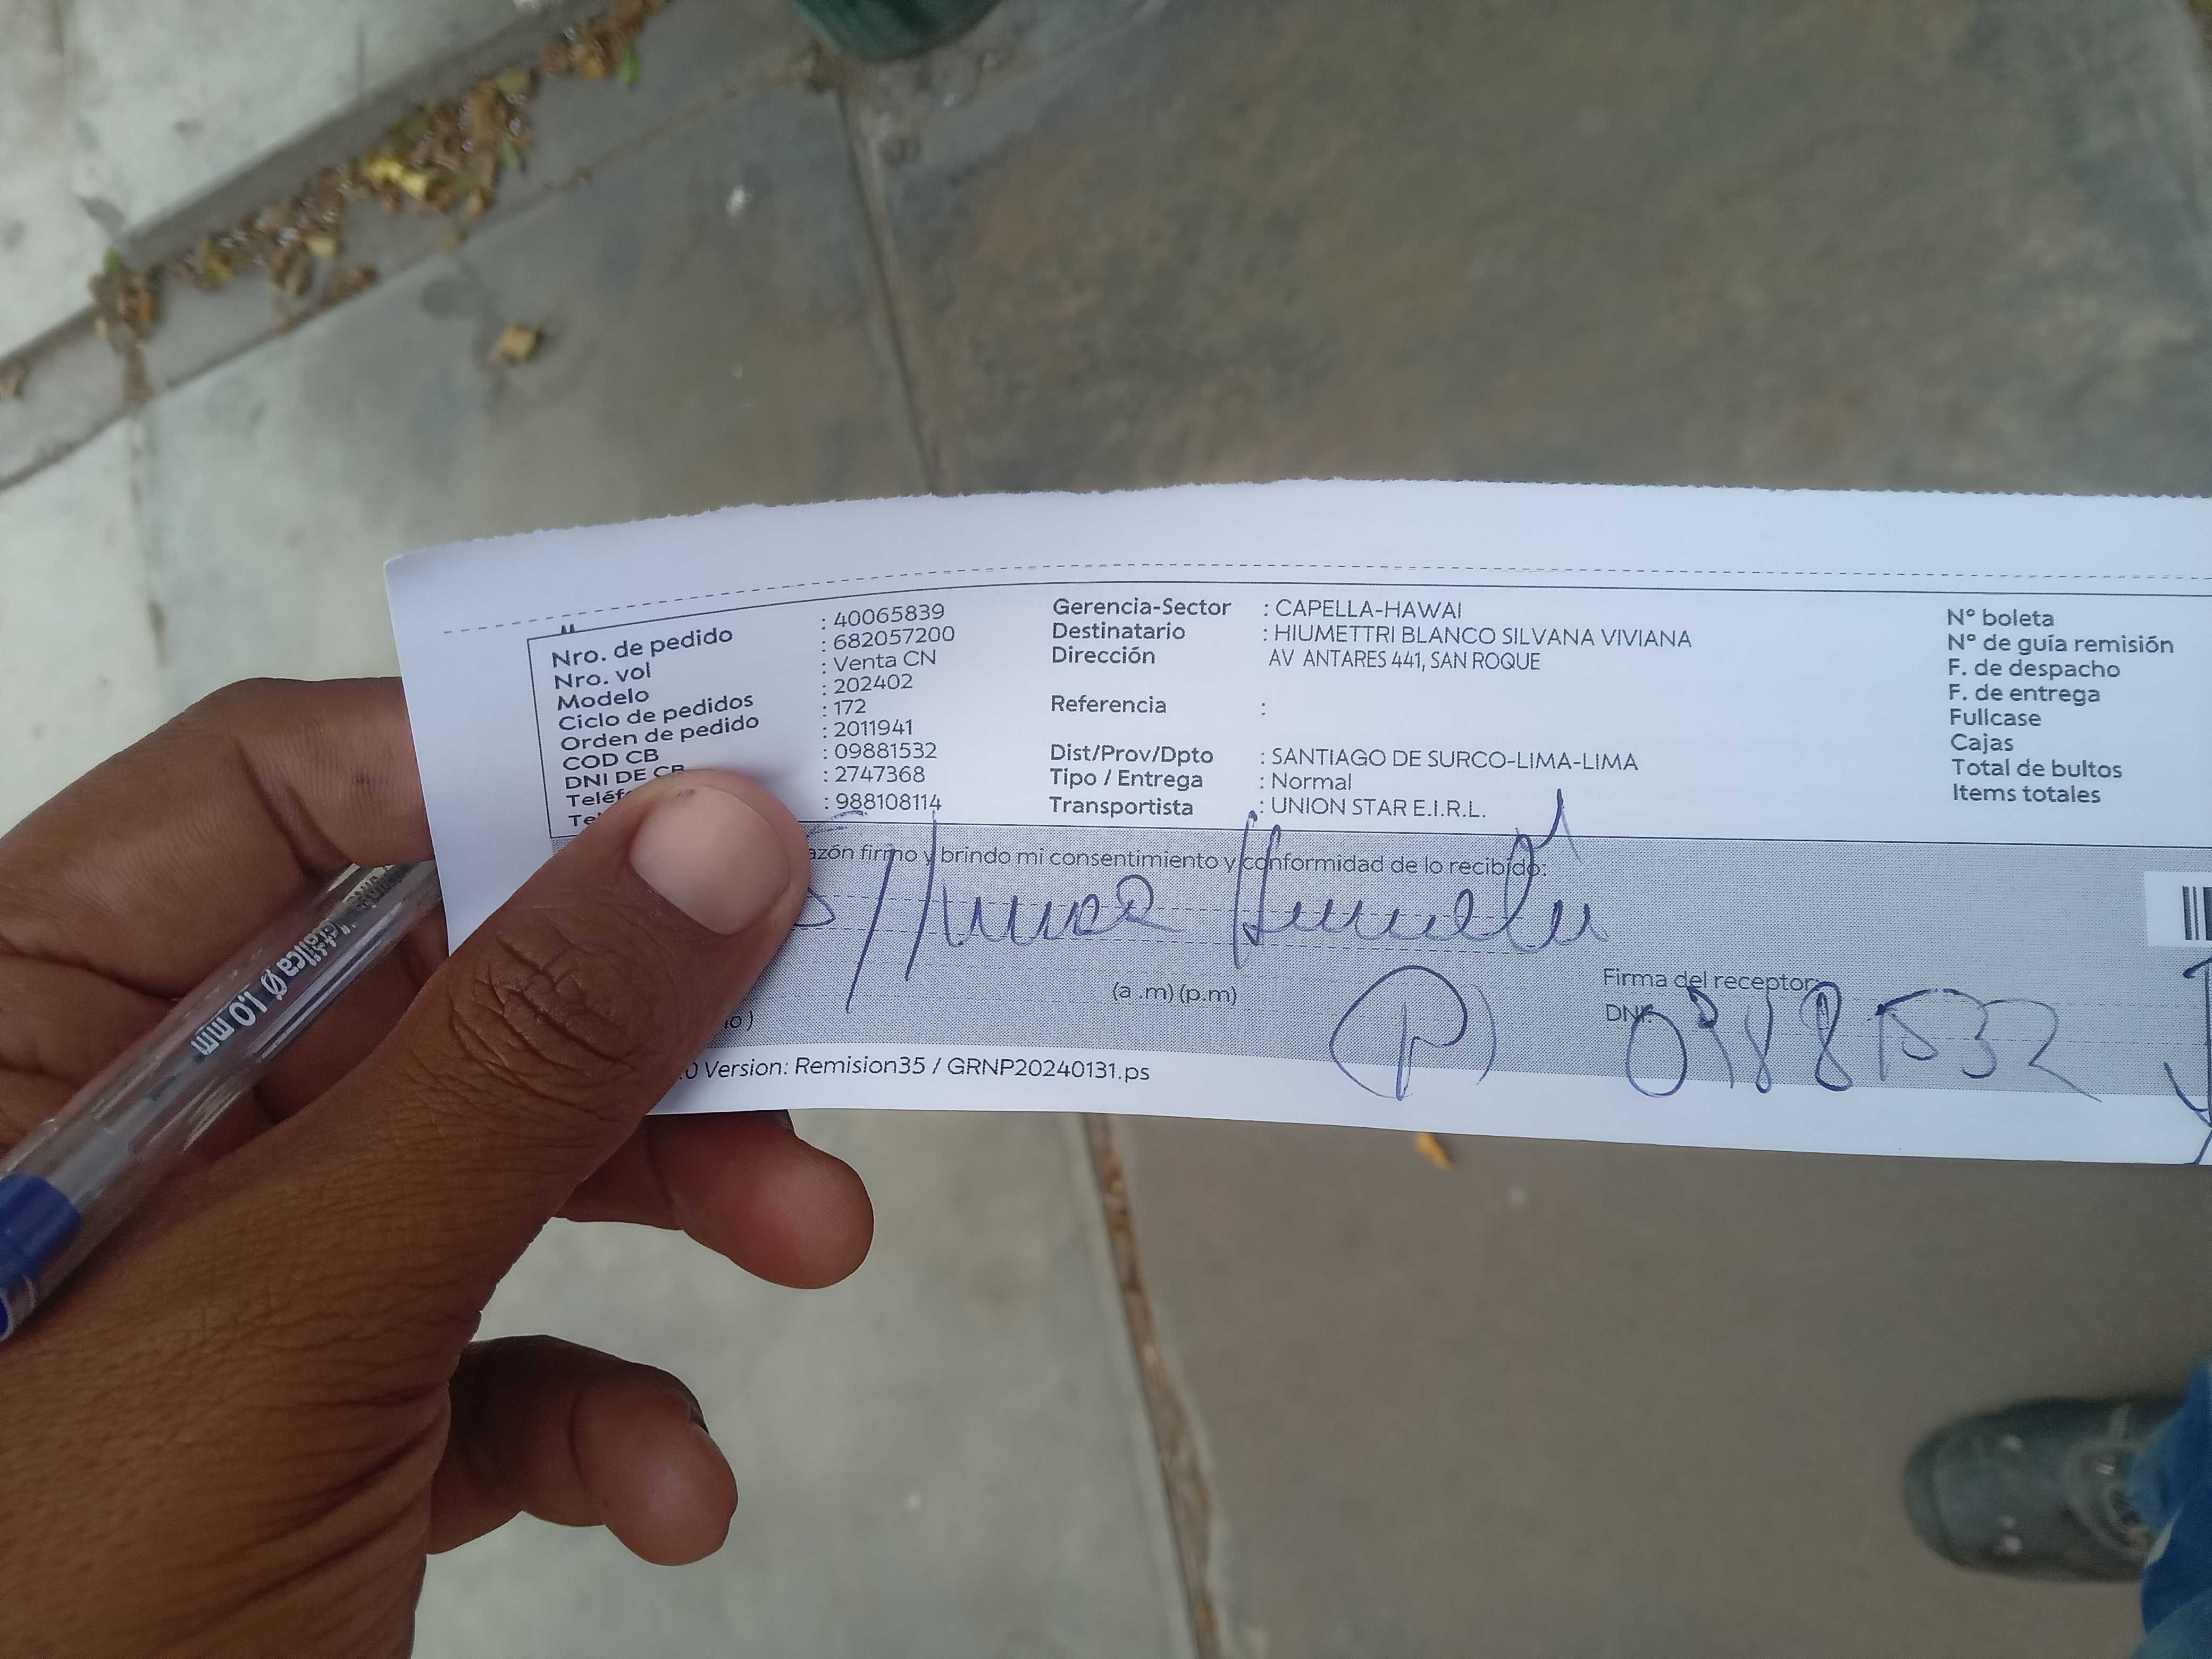 Nro. de pedido : 40065839
Nro. vol : 682057200
Modelo : Venta CN
Ciclo de pedidos : 202402
Orden de pedido : 172
COD CB : 2011941
DNI DE CB : 09881532
: 2747368
: 988108114
Gerencia-Sector : CAPELLA-HAWAI
Destinatario : HIUMETTRI BLANCO SILVANA VIVIANA
Dirección AV ANTARES 441, SAN ROQUE
Referencia :
Dist/Prov/Dpto : SANTIAGO DE SURCO-LIMA-LIMA
Tipo / Entrega : Normal
Transportista : UNION STAR E.I.R.L.
N° boleta
N° de guía remisión
F. de despacho
F. de entrega
Fullcase
Cajas
Total de bultos
Items totales
firmo y brindo mi consentimiento y conformidad de lo recibido:
(a .m) (p.m)
Firma del receptor:
DNI: 09881532
Version: Remision35 / GRNP20240131.ps
Metálica Ø 1.0 mm